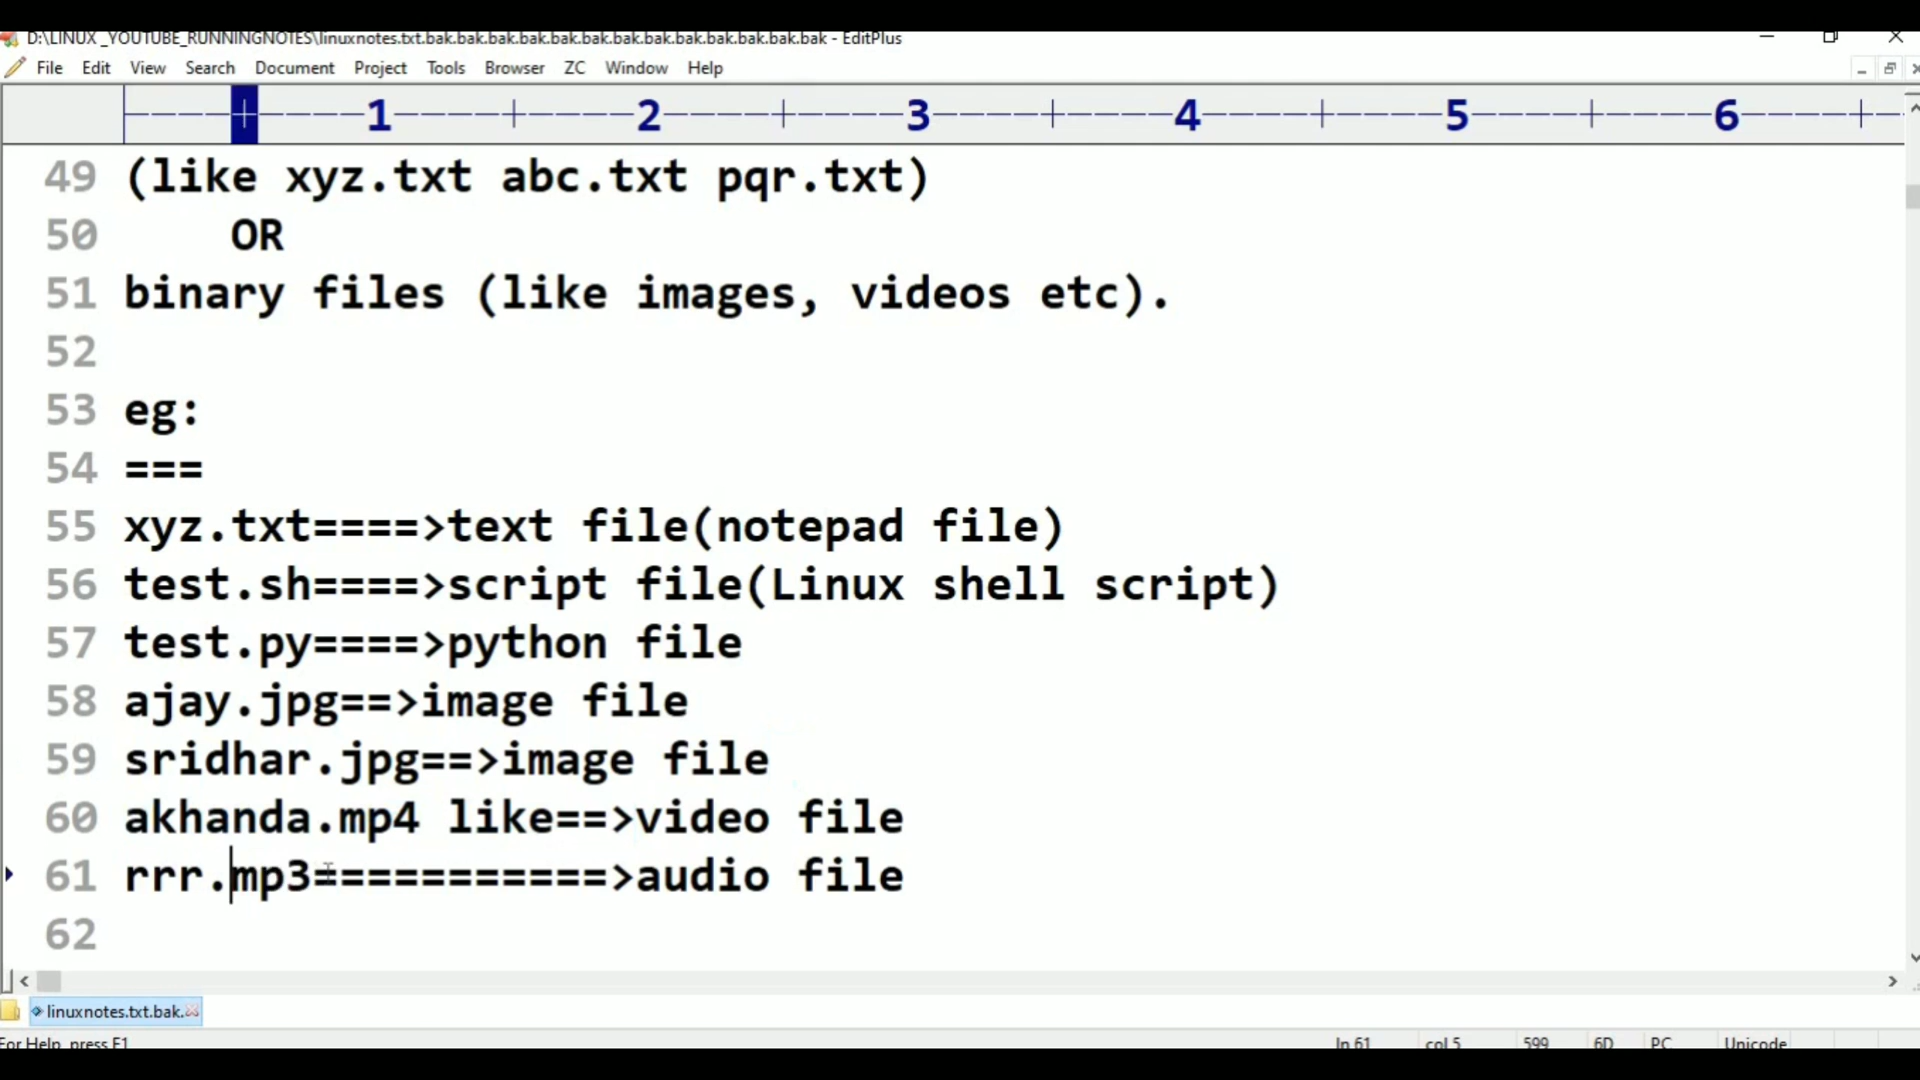 D:\LINUX _YOUTUBE_RUNNINGNOTES\linuxnotes.txt.bak.bak.bak.bak.bak.bak.bak.bak.bak.bak.bak.bak.bak - EditPlus
File Edit View Search Document Project Tools Browser ZC Window Help
----+----1----+----2----+----3----+----4----+----5----+----6----+--
49 (like xyz.txt abc.txt pqr.txt)
50 OR
51 binary files (like images, videos etc).
52
53 eg:
54 ===
55 xyz.txt====>text file(notepad file)
56 test.sh====>script file(Linux shell script)
57 test.py====>python file
58 ajay.jpg==>image file
59 sridhar.jpg==>image file
60 akhanda.mp4 like==>video file
61 rrr.mp3===========>audio file
62
linuxnotes.txt.bak.
For Help, press F1 ln 61 col 5 599 6D PC Unicode